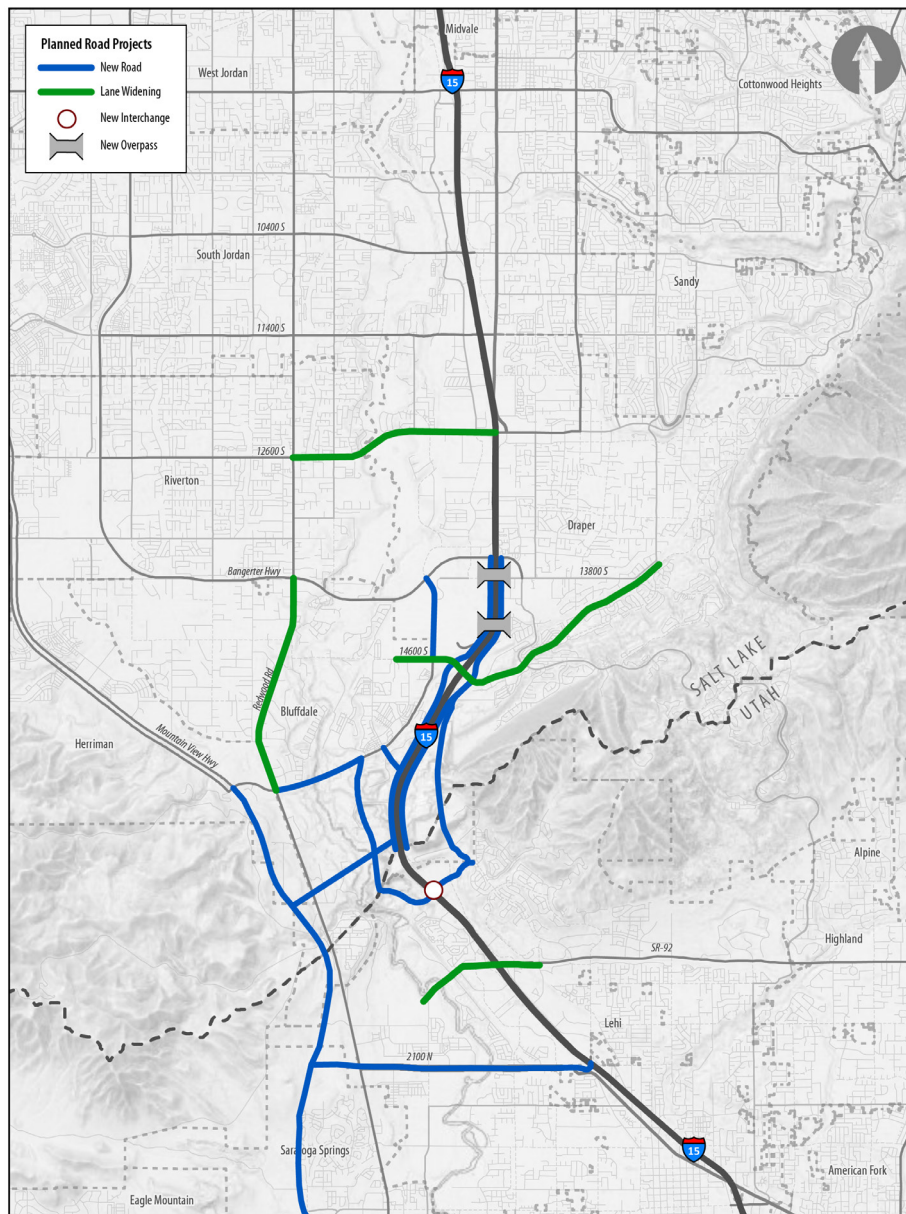 Planned Road Projects
New Road
Lane Widening
New Interchange
New Overpass
Midvale
West Jordan
15
Cottonwood Heights
10400 S
South Jordan
Sandy
11400 S
12600 S
Riverton
Draper
Bangerter Hwy
13800 S
14600 S
SALT LAKE
UTAH
Redwood Rd
Bluffdale
Herriman
Mountain View Hwy
15
Alpine
Highland
SR-92
Lehi
2100 N
Saratoga Springs
15
American Fork
Eagle Mountain